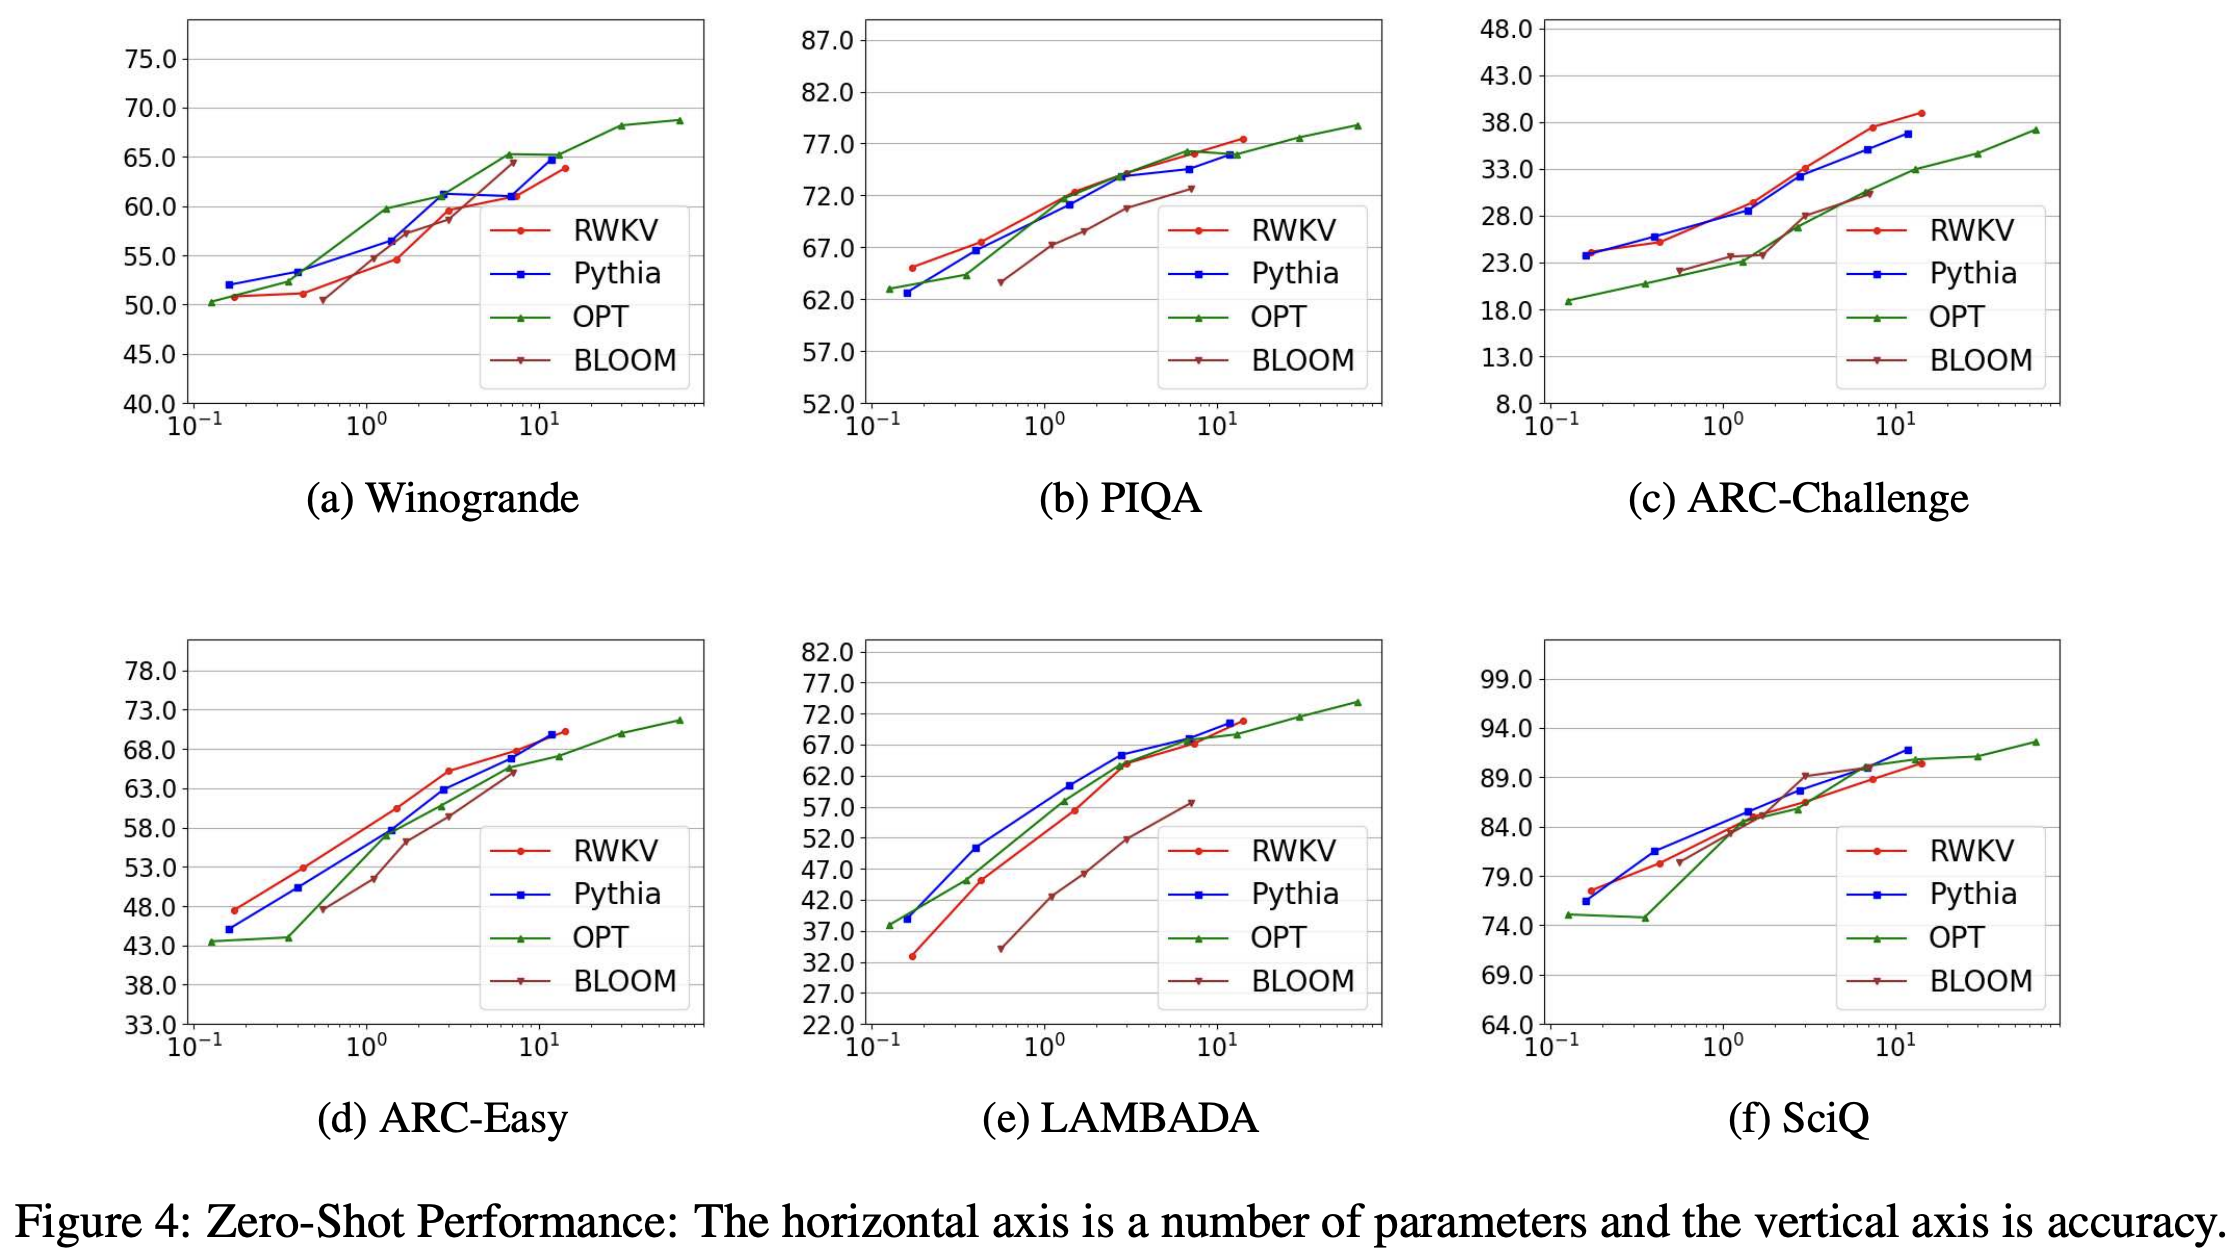 75.0
70.0
65.0
60.0
55.0
50.0
45.0
40.0
10⁻¹ 10⁰ 10¹
RWKV
Pythia
OPT
BLOOM
(a) Winogrande
87.0
82.0
77.0
72.0
67.0
62.0
57.0
52.0
10⁻¹ 10⁰ 10¹
RWKV
Pythia
OPT
BLOOM
(b) PIQA
48.0
43.0
38.0
33.0
28.0
23.0
18.0
13.0
8.0
10⁻¹ 10⁰ 10¹
RWKV
Pythia
OPT
BLOOM
(c) ARC-Challenge
78.0
73.0
68.0
63.0
58.0
53.0
48.0
43.0
38.0
33.0
10⁻¹ 10⁰ 10¹
RWKV
Pythia
OPT
BLOOM
(d) ARC-Easy
82.0
77.0
72.0
67.0
62.0
57.0
52.0
47.0
42.0
37.0
32.0
27.0
22.0
10⁻¹ 10⁰ 10¹
RWKV
Pythia
OPT
BLOOM
(e) LAMBADA
99.0
94.0
89.0
84.0
79.0
74.0
69.0
64.0
10⁻¹ 10⁰ 10¹
RWKV
Pythia
OPT
BLOOM
(f) SciQ
Figure 4: Zero-Shot Performance: The horizontal axis is a number of parameters and the vertical axis is accuracy.